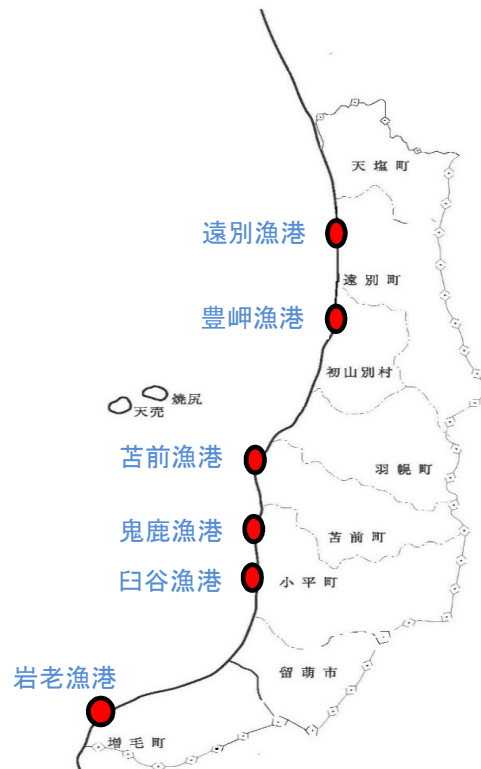 天塩町
遠別漁港
遠別町
豊岬漁港
初山別村
焼尻
天売
苫前漁港
羽幌町
鬼鹿漁港
苫前町
臼谷漁港
小平町
留萌市
岩老漁港
増毛町